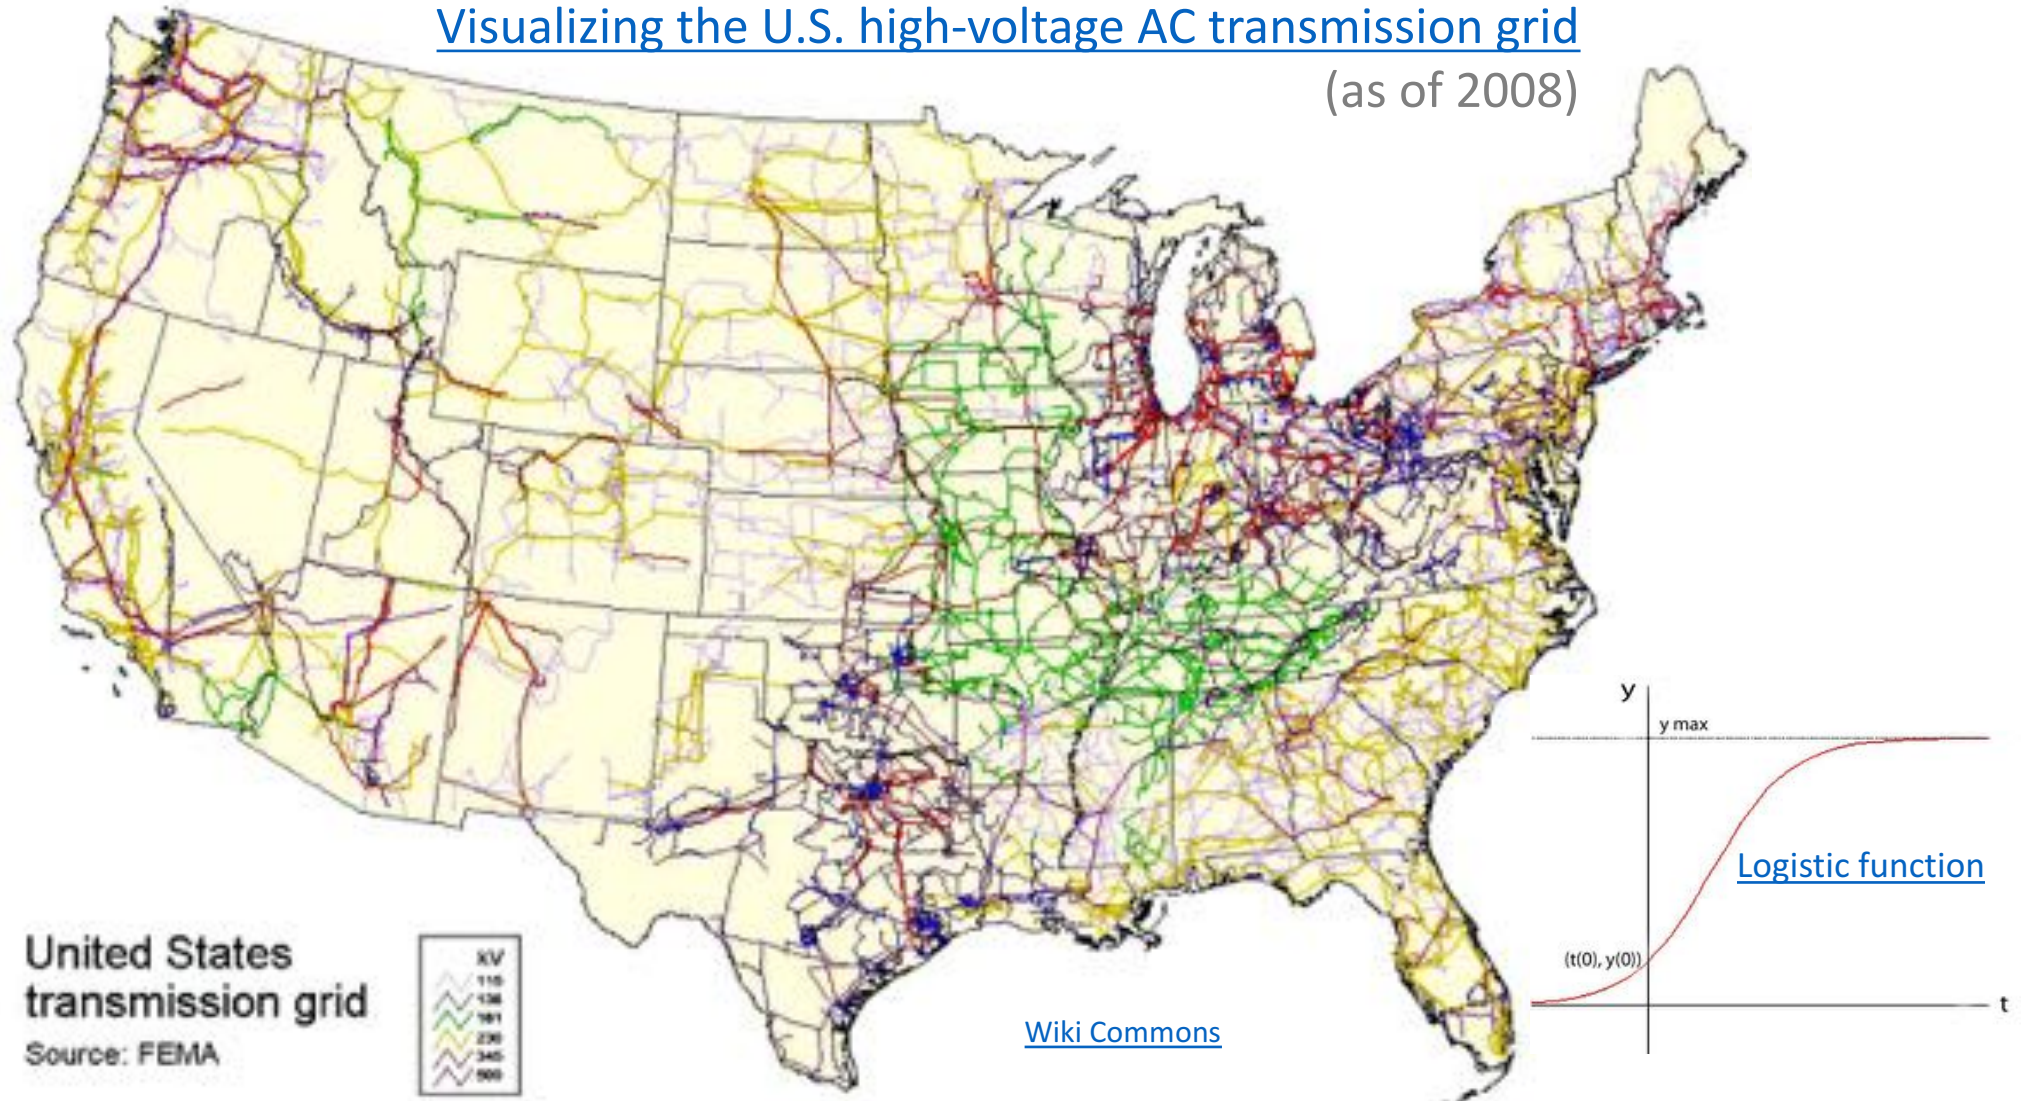 Visualizing the U.S. high-voltage AC transmission grid
(as of 2008)
y
y max
Logistic function
(t(0), y(0))
t
United States
transmission grid
Source: FEMA
kV
115
138
161
230
345
500
Wiki Commons